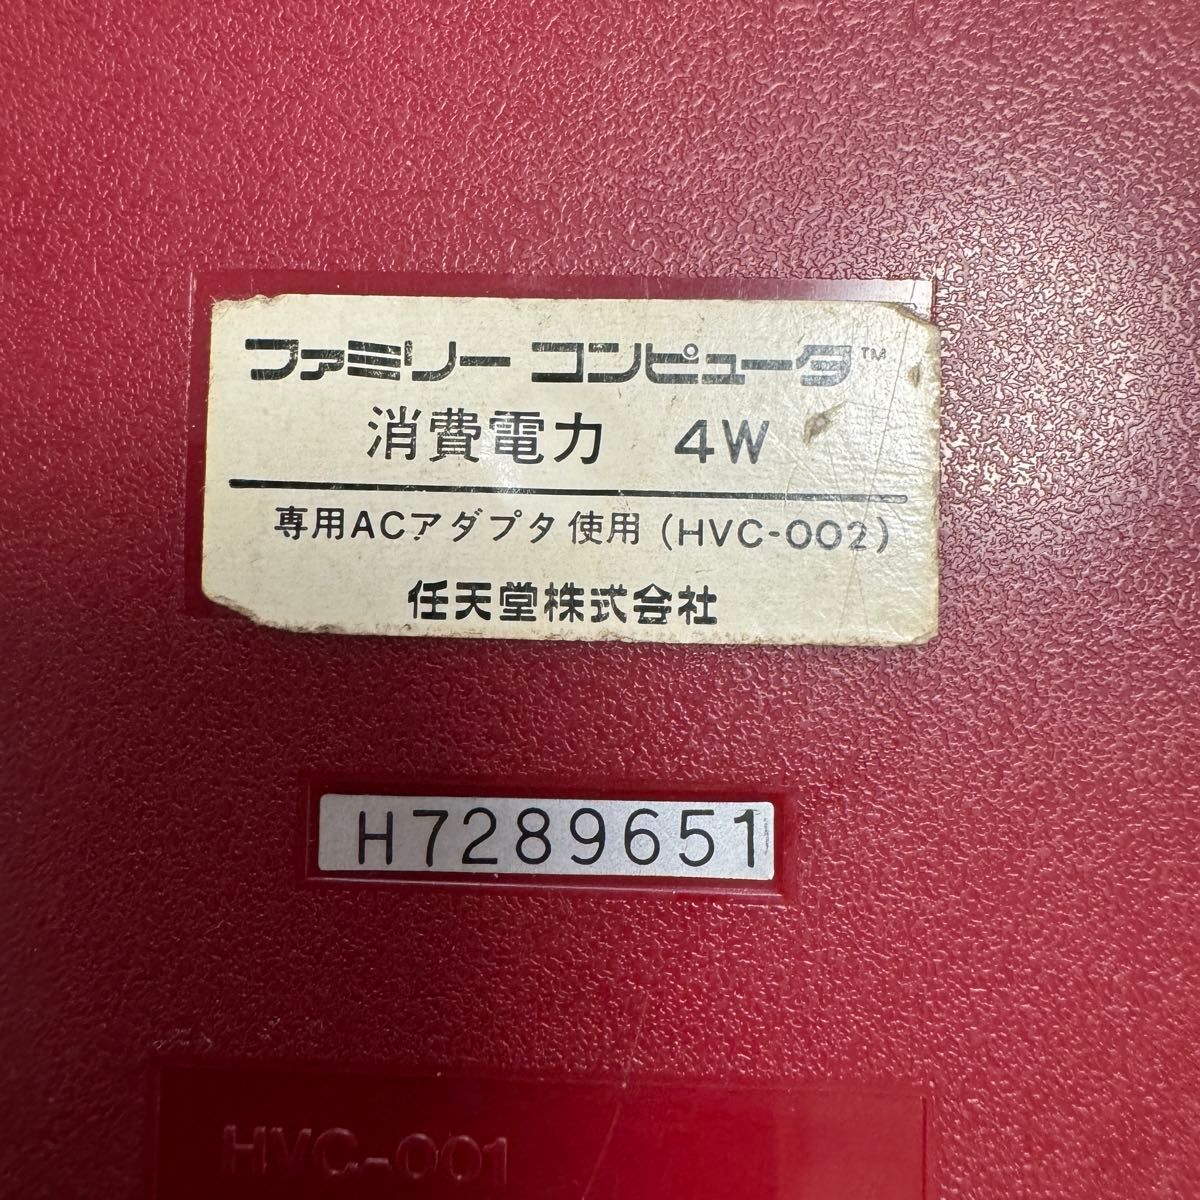 ファミリー コンピュータ™
消費電力 4W
専用ACアダプタ使用(HVC-002)
任天堂株式会社
H7289651
HVC-001